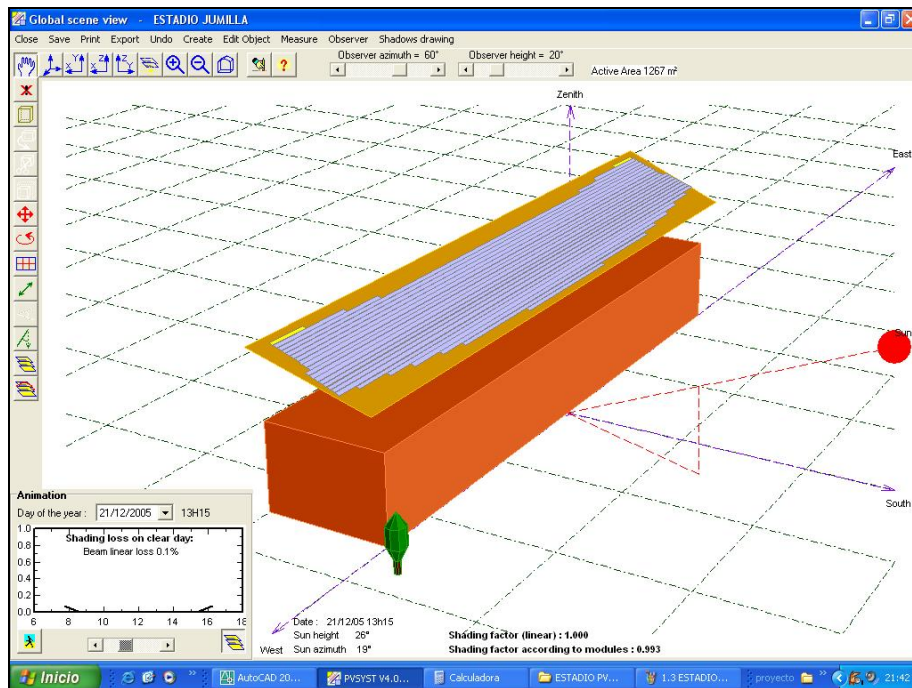 Global scene view - ESTADIO JUMILLA
Close Save Print Export Undo Create Edit Object Measure Observer Shadows drawing
Observer azimuth = 60°
Observer height = 20°
Active Area 1267 m²
Zenith
East
Sun
South
West
Animation
Day of the year : 21/12/2005 13H15
Shading loss on clear day:
Beam linear loss 0.1%
1.0
0.8
0.6
0.4
0.2
0.0
6 8 10 12 14 16 18
Date : 21/12/05 13h15
Sun height 26°
Sun azimuth 19°
Shading factor (linear) : 1.000
Shading factor according to modules : 0.993
Inicio
AutoCAD 20...
PVSYST V4.0...
Calculadora
ESTADIO PV...
1.3 ESTADIO ...
proyecto
21:42